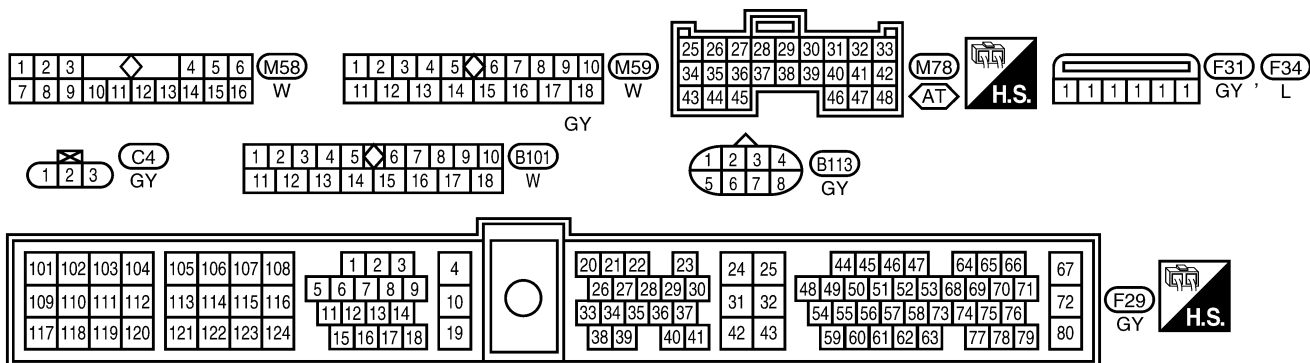 1 2 3 4 5 6 M58
7 8 9 10 11 12 13 14 15 16 W
1 2 3 4 5 6 7 8 9 10 M59
11 12 13 14 15 16 17 18 W
GY
25 26 27 28 29 30 31 32 33
34 35 36 37 38 39 40 41 42 M78
43 44 45 46 47 48 AT
H.S.
1 1 1 1 1 1 F31 , F34
GY L
1 2 3 C4
GY
1 2 3 4 5 6 7 8 9 10 B101
11 12 13 14 15 16 17 18 W
1 2 3 4 B113
5 6 7 8 GY
101 102 103 104 105 106 107 108 1 2 3 4 20 21 22 23 24 25 44 45 46 47 64 65 66 67
5 6 7 8 9 26 27 28 29 30 48 49 50 51 52 53 68 69 70 71
109 110 111 112 113 114 115 116 11 12 13 14 10 33 34 35 36 37 31 32 54 55 56 57 58 73 74 75 76 72 F29
117 118 119 120 121 122 123 124 15 16 17 18 19 38 39 40 41 42 43 59 60 61 62 63 77 78 79 80 GY
H.S.